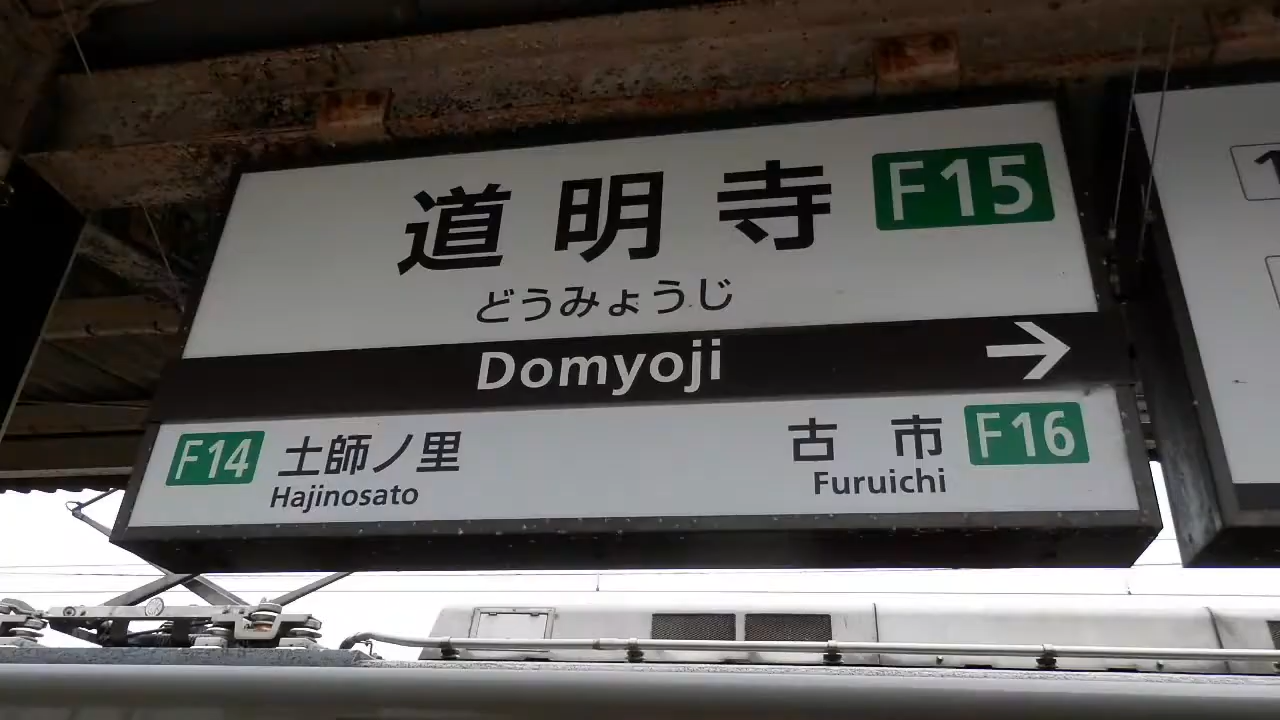 道明寺 F15
どうみょうじ
Domyoji →
F14 土師ノ里 古市 F16
Hajinosato Furuichi
1